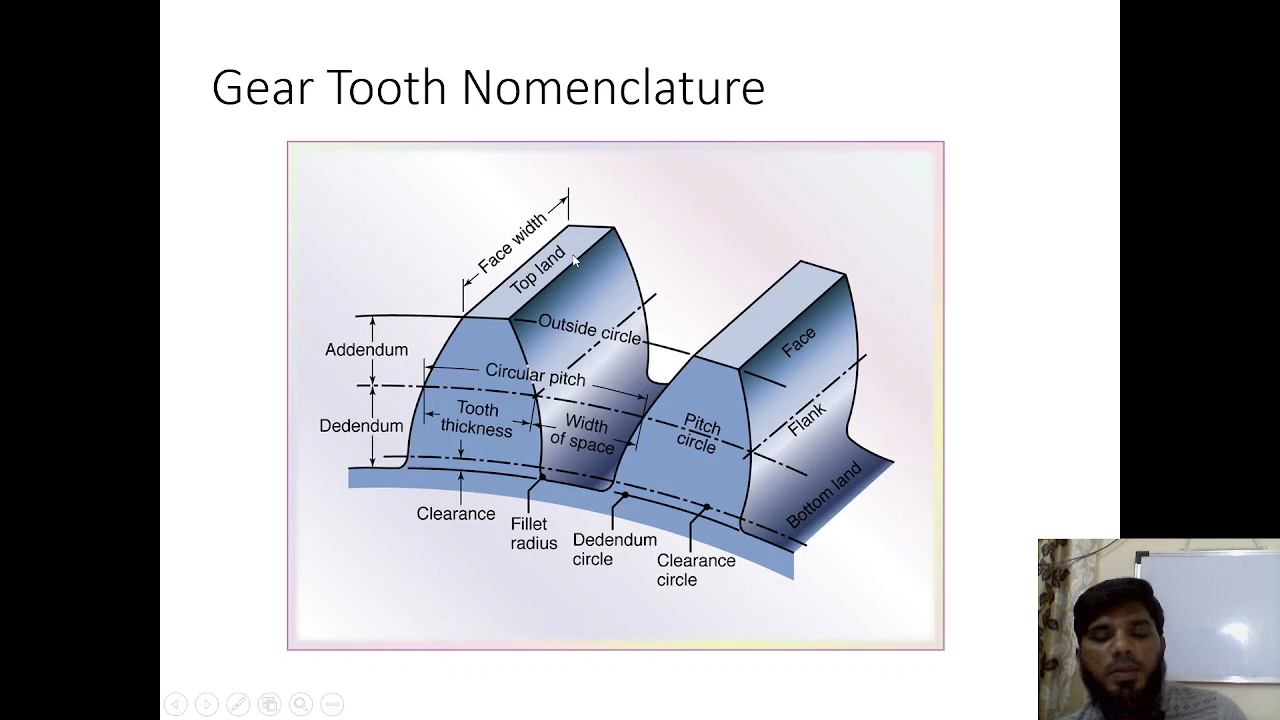 Gear Tooth Nomenclature
Face width
Top land
Outside circle
Addendum
Circular pitch
Face
Dedendum
Tooth
thickness
Width
of space
Pitch
circle
Flank
Bottom land
Clearance
Fillet
radius
Dedendum
circle
Clearance
circle